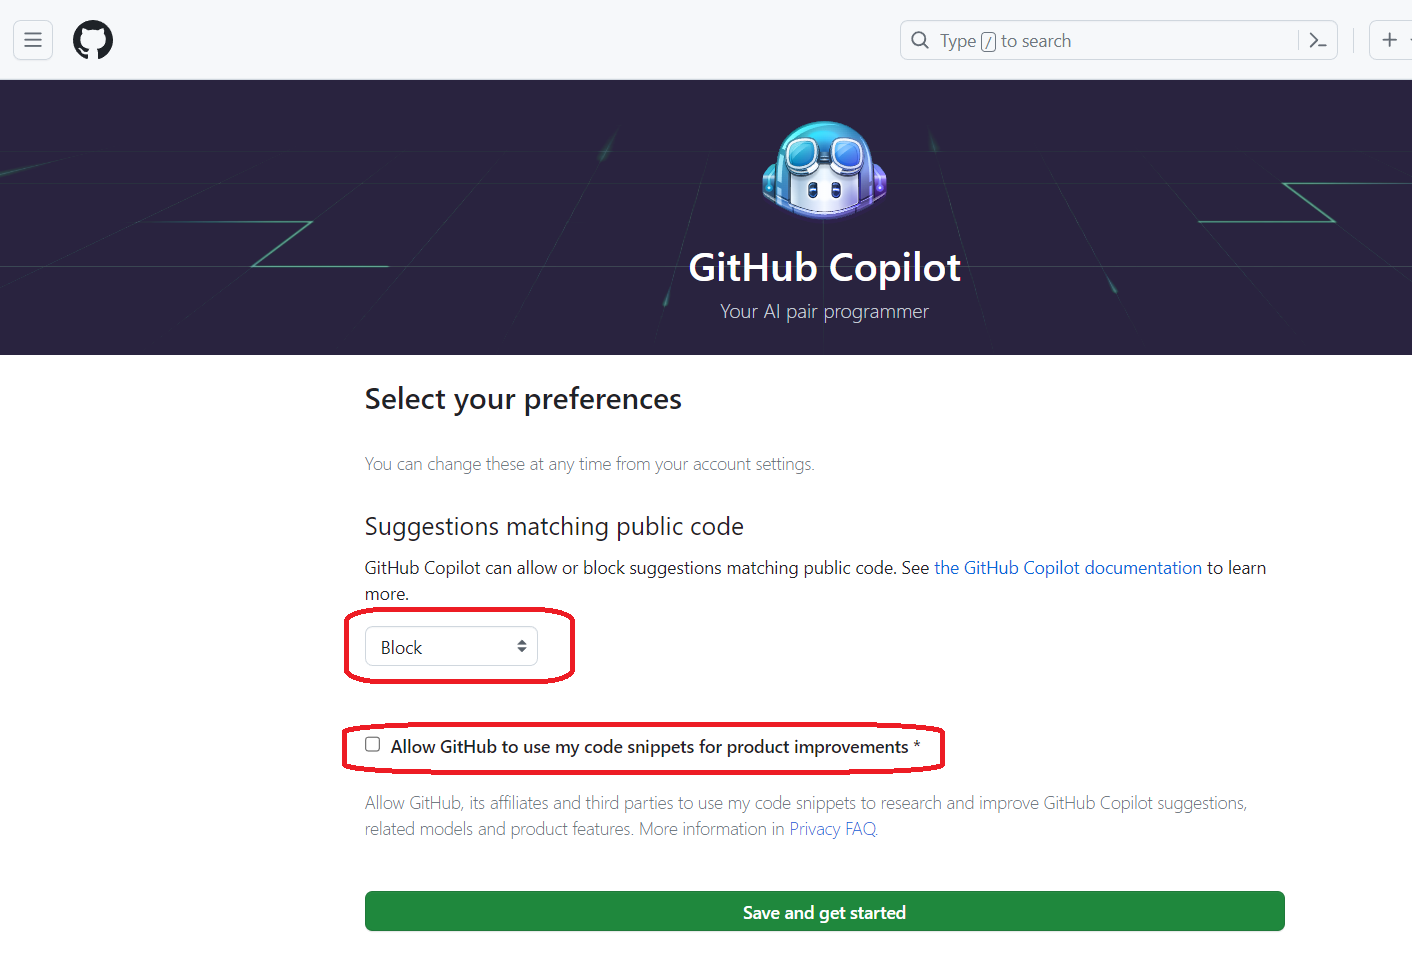 Type / to search
GitHub Copilot
Your AI pair programmer
Select your preferences
You can change these at any time from your account settings.
Suggestions matching public code
GitHub Copilot can allow or block suggestions matching public code. See the GitHub Copilot documentation to learn
more.
Block
Allow GitHub to use my code snippets for product improvements *
Allow GitHub, its affiliates and third parties to use my code snippets to research and improve GitHub Copilot suggestions,
related models and product features. More information in Privacy FAQ.
Save and get started